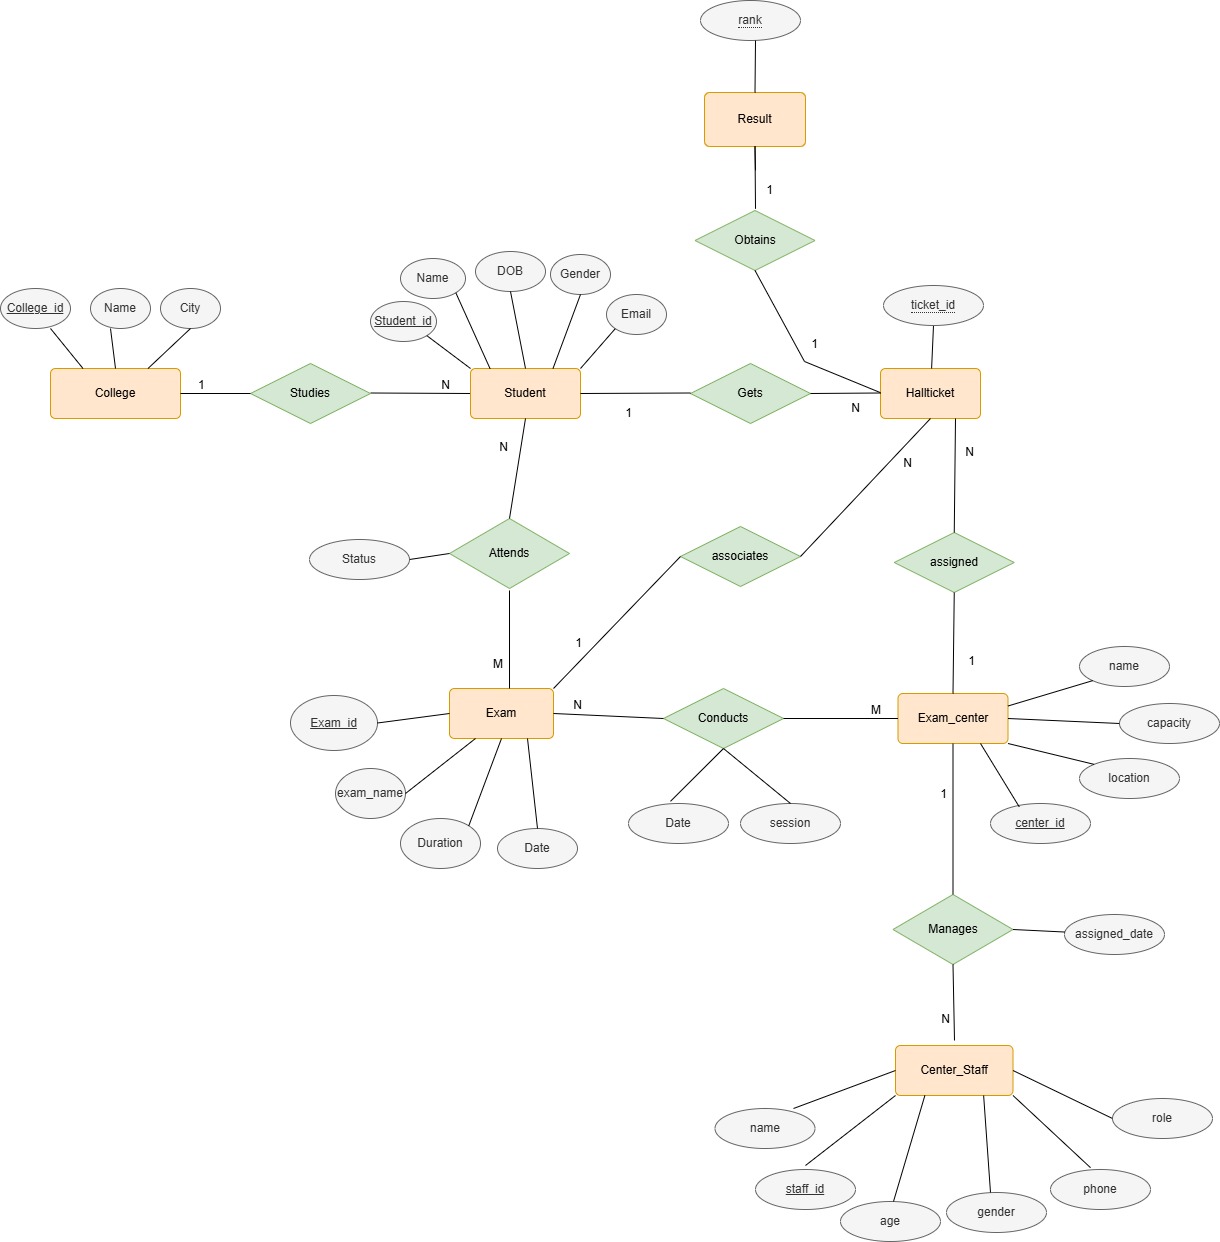 rank
Result
1
Obtains
Name
DOB
Gender
College_id
Name
City
Student_id
Email
ticket_id
1
College
1
Studies
N
Student
1
Gets
N
Hallticket
N
N
N
Status
Attends
associates
assigned
1
M
1
name
Exam_id
Exam
N
Conducts
M
Exam_center
capacity
exam_name
Duration
Date
Date
session
1
location
center_id
Manages
assigned_date
N
Center_Staff
name
role
staff_id
phone
age
gender